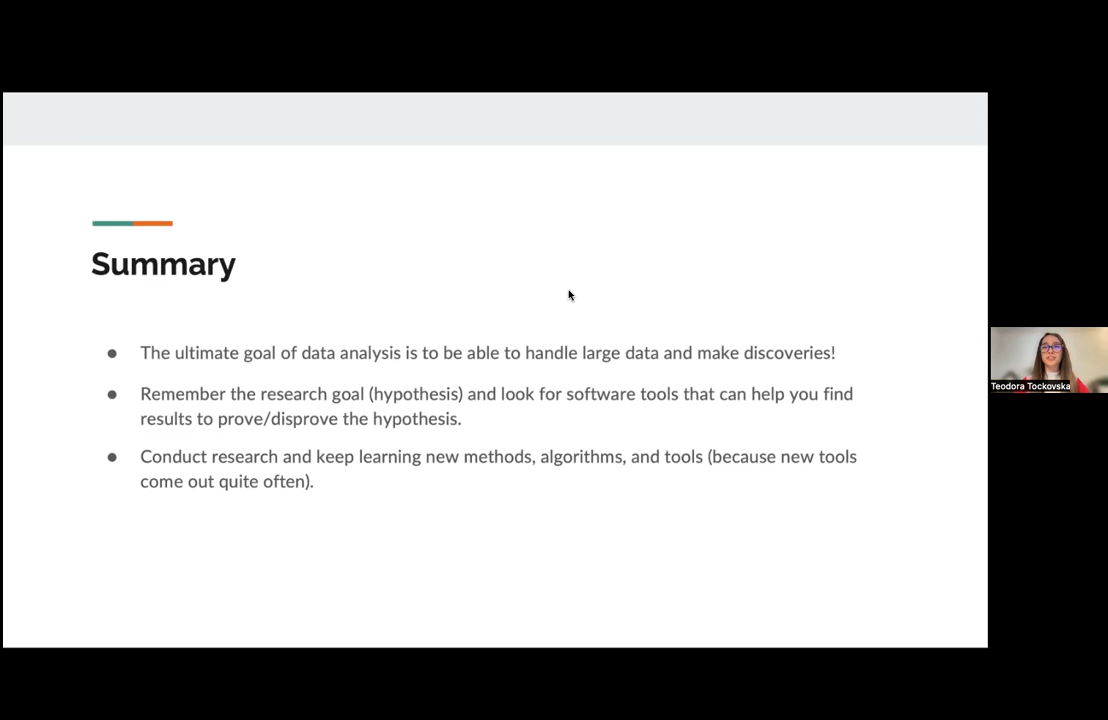 Summary
● The ultimate goal of data analysis is to be able to handle large data and make discoveries!
● Remember the research goal (hypothesis) and look for software tools that can help you find
results to prove/disprove the hypothesis.
● Conduct research and keep learning new methods, algorithms, and tools (because new tools
come out quite often).
Teodora Tockovska